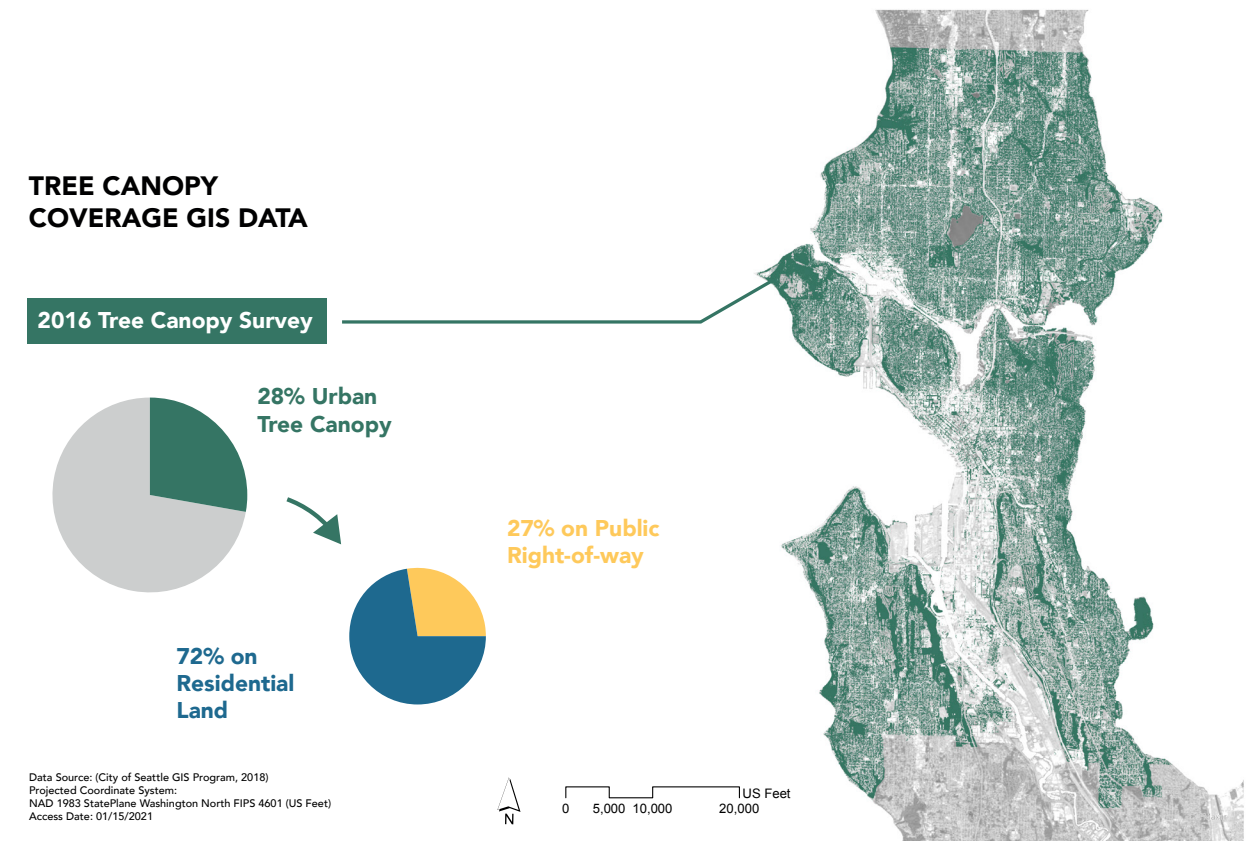 TREE CANOPY
COVERAGE GIS DATA
2016 Tree Canopy Survey
28% Urban
Tree Canopy
27% on Public
Right-of-way
72% on
Residential
Land
Data Source: (City of Seattle GIS Program, 2018)
Projected Coordinate System:
NAD 1983 StatePlane Washington North FIPS 4601 (US Feet)
Access Date: 01/15/2021
N
US Feet
0 5,000 10,000 20,000